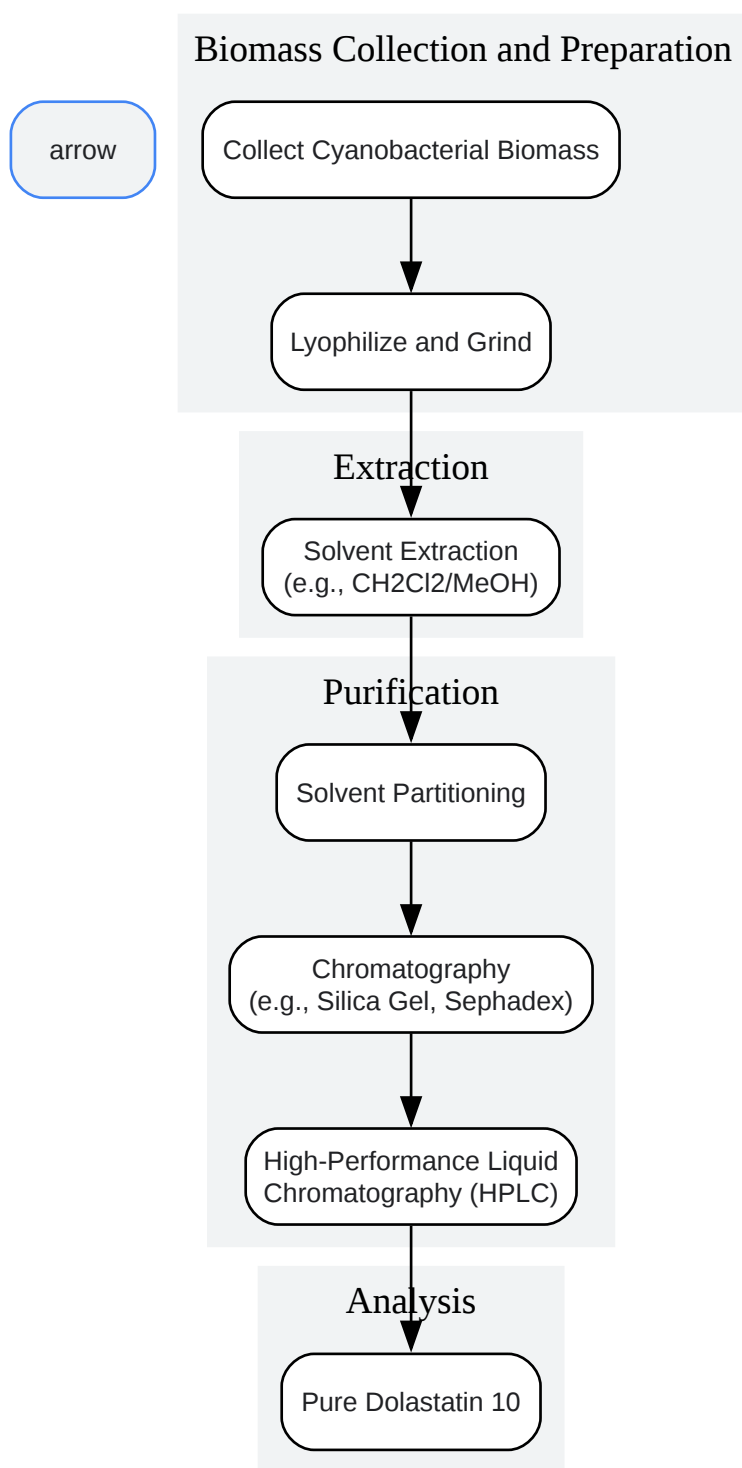 Biomass Collection and Preparation
arrow
Collect Cyanobacterial Biomass
Lyophilize and Grind
Extraction
Solvent Extraction
(e.g., CH2Cl2/MeOH)
Purification
Solvent Partitioning
Chromatography
(e.g., Silica Gel, Sephadex)
High-Performance Liquid
Chromatography (HPLC)
Analysis
Pure Dolastatin 10